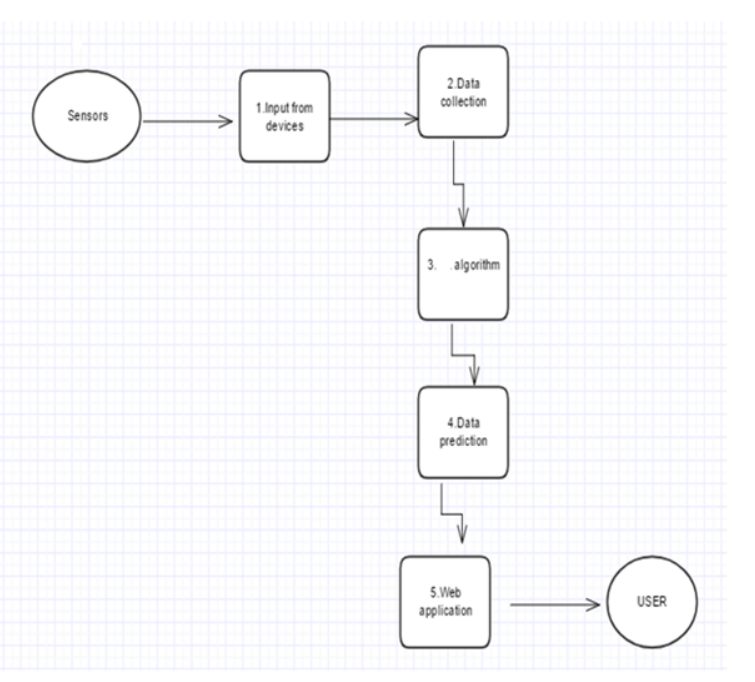 Sensors
1.Input from
devices
2.Data
collection
3. .algorithm
4.Data
prediction
5.Web
application
USER